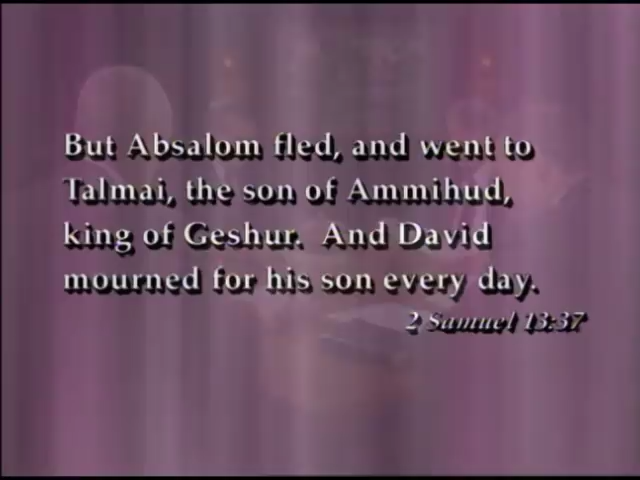 But Absalom fled, and went to
Talmai, the son of Ammihud,
king of Geshur. And David
mourned for his son every day.
2 Samuel 13:37